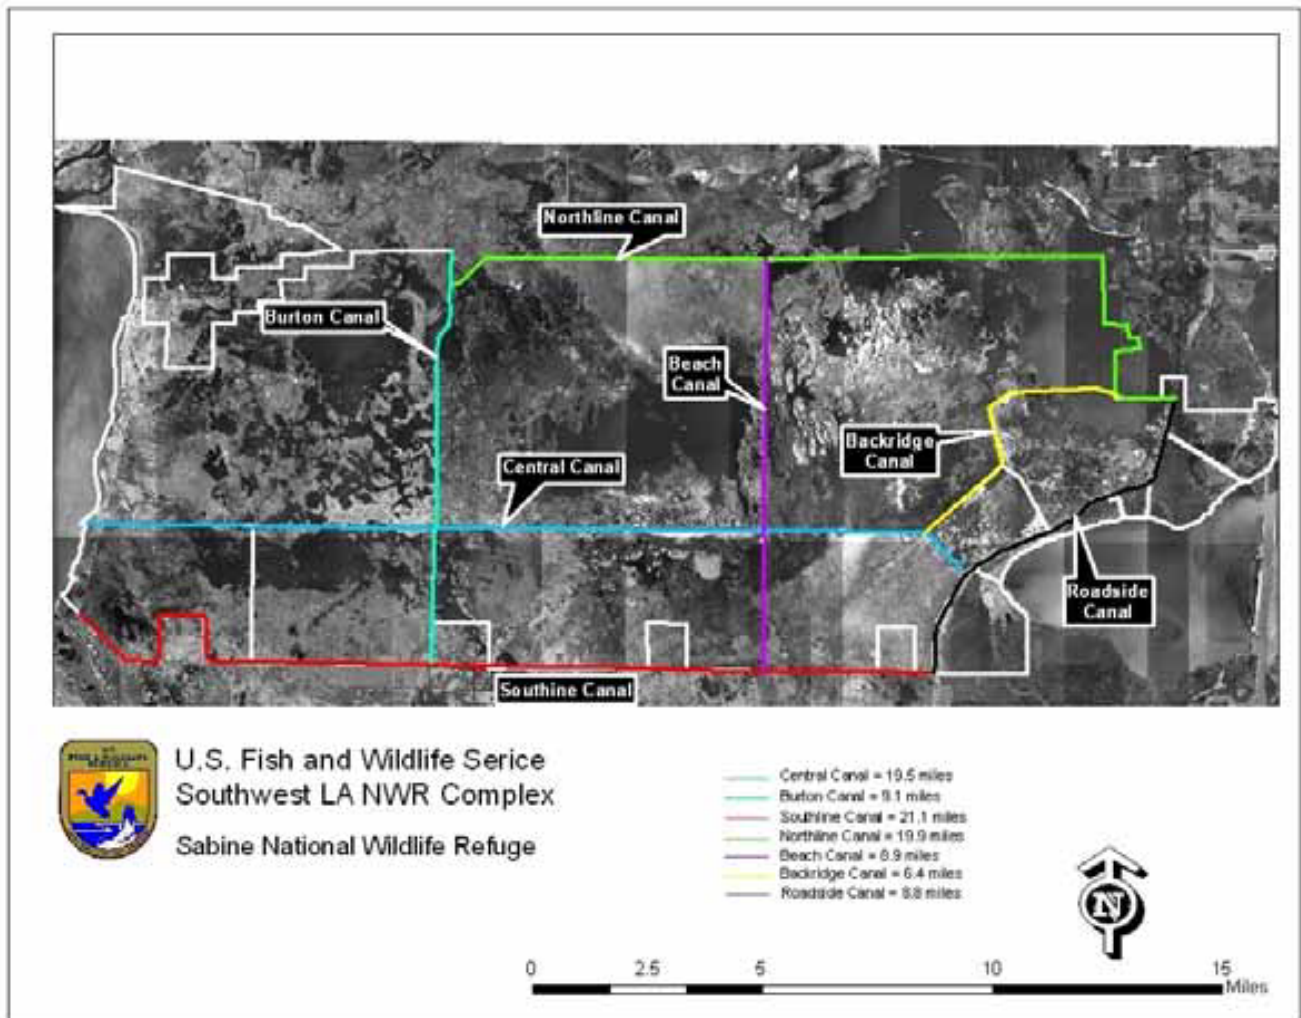 Northline Canal
Burton Canal
Beach
Canal
Backridge
Canal
Central Canal
Roadside
Canal
Southine Canal
U.S. Fish and Wildlife Serice
Southwest LA NWR Complex
Sabine National Wildlife Refuge
Central Canal = 19.5 miles
Burton Canal = 9.1 miles
Southline Canal = 21.1 miles
Northline Canal = 19.9 miles
Beach Canal = 8.9 miles
Backridge Canal = 6.4 miles
Roadside Canal = 8.8 miles
N
0 2.5 5 10 15
Miles